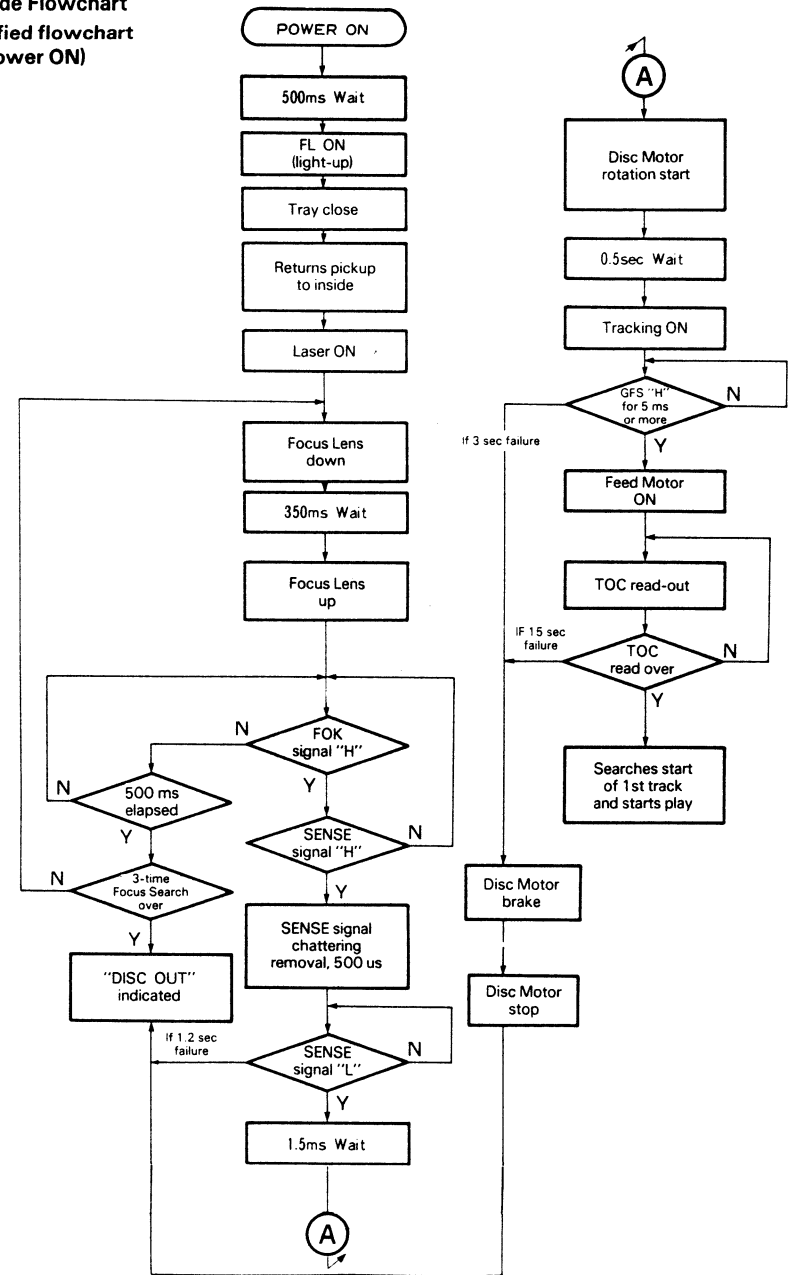 de Flowchart
fied flowchart
ower ON)
POWER ON
500ms Wait
FL ON
(light-up)
Tray close
Returns pickup
to inside
Laser ON
Focus Lens
down
350ms Wait
Focus Lens
up
N
FOK
signal "H"
Y
N
500 ms
elapsed
Y
SENSE
signal "H"
N
Y
N
3-time
Focus Search
over
Y
"DISC OUT"
indicated
SENSE signal
chattering
removal, 500 us
If 1.2 sec
failure
SENSE
signal "L"
N
Y
1.5ms Wait
A
A
Disc Motor
rotation start
0.5sec Wait
Tracking ON
GFS "H"
for 5 ms
or more
N
Y
If 3 sec failure
Feed Motor
ON
TOC read-out
IF 15 sec
failure
TOC
read over
N
Y
Searches start
of 1st track
and starts play
Disc Motor
brake
Disc Motor
stop